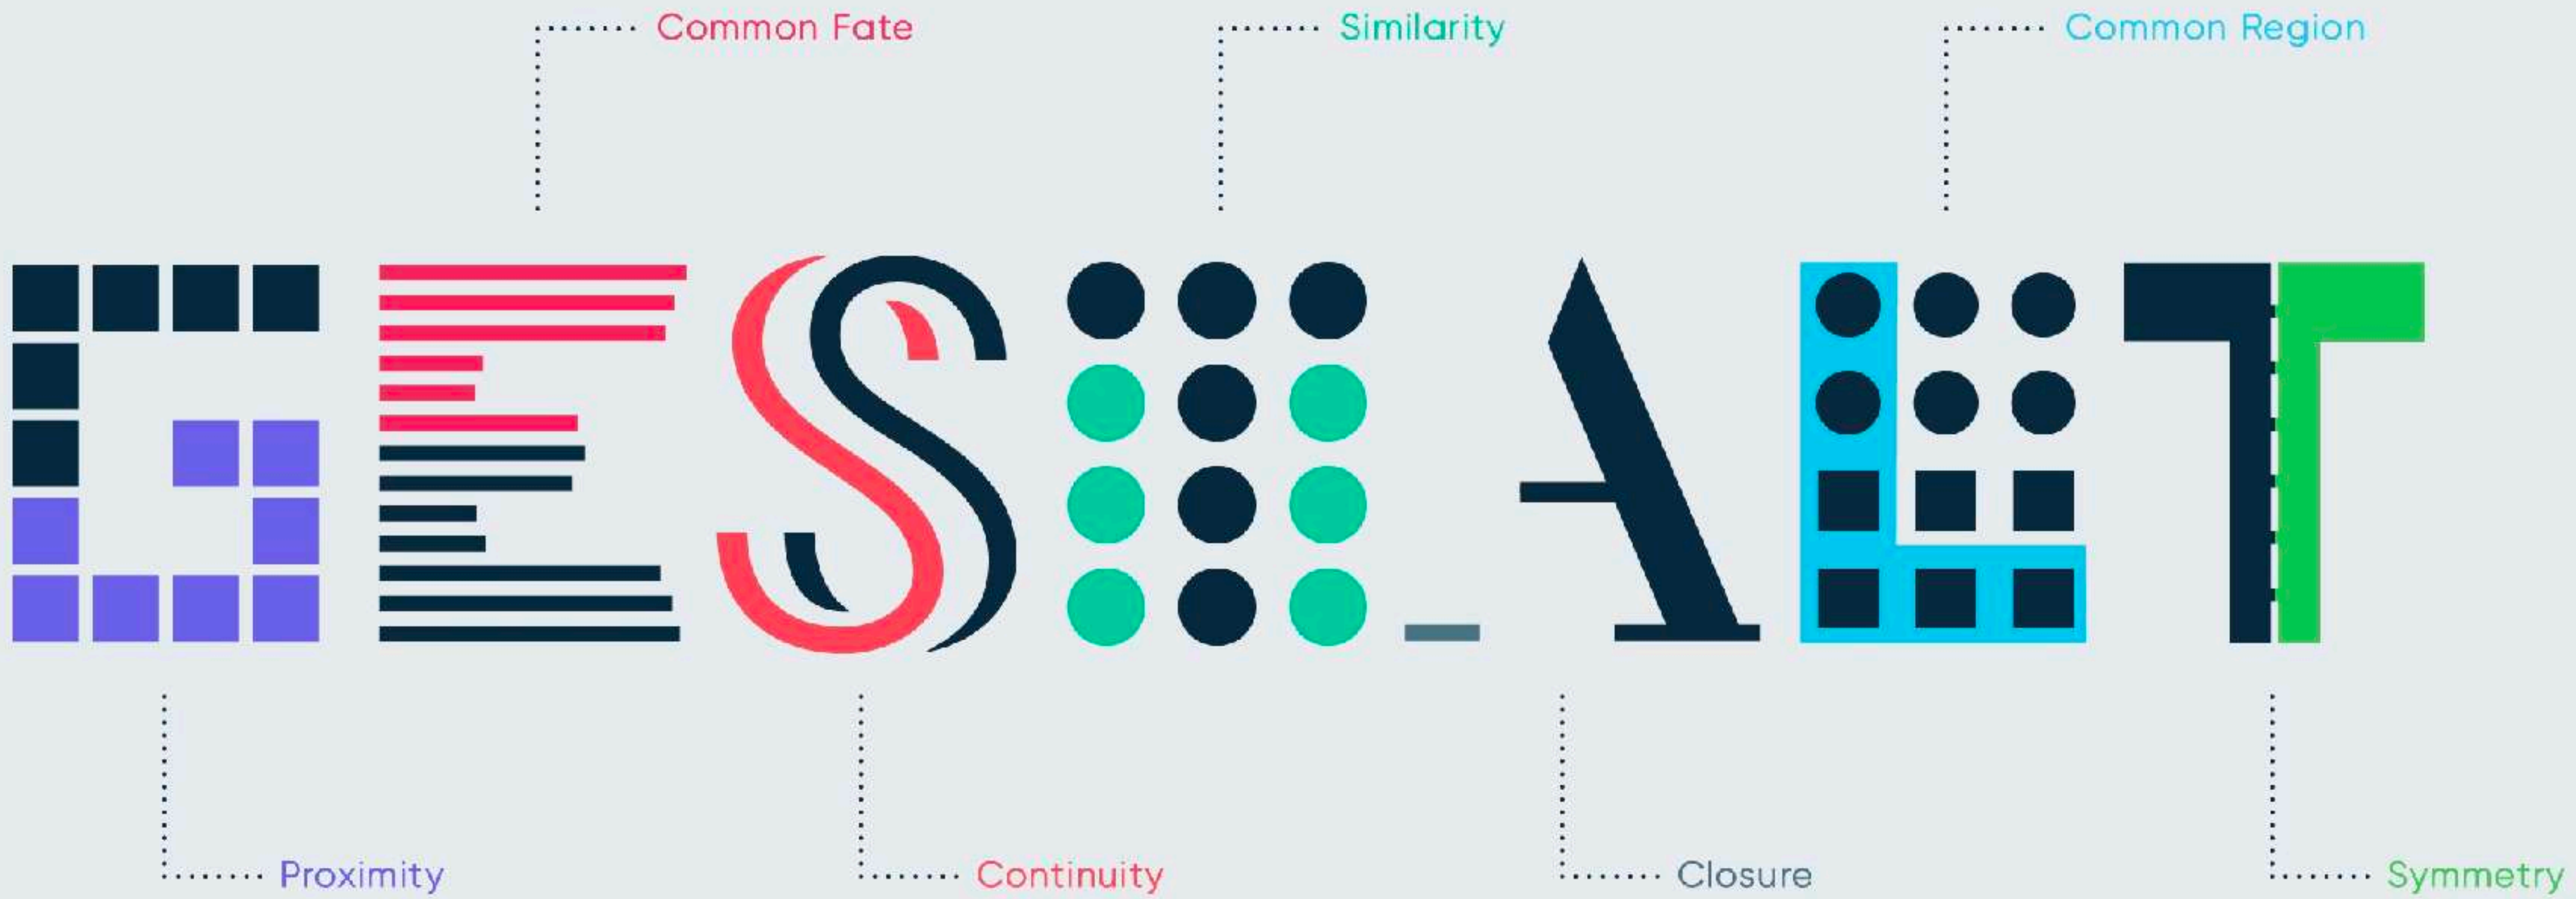 Common Fate
Similarity
Common Region
GESTALT
Proximity
Continuity
Closure
Symmetry